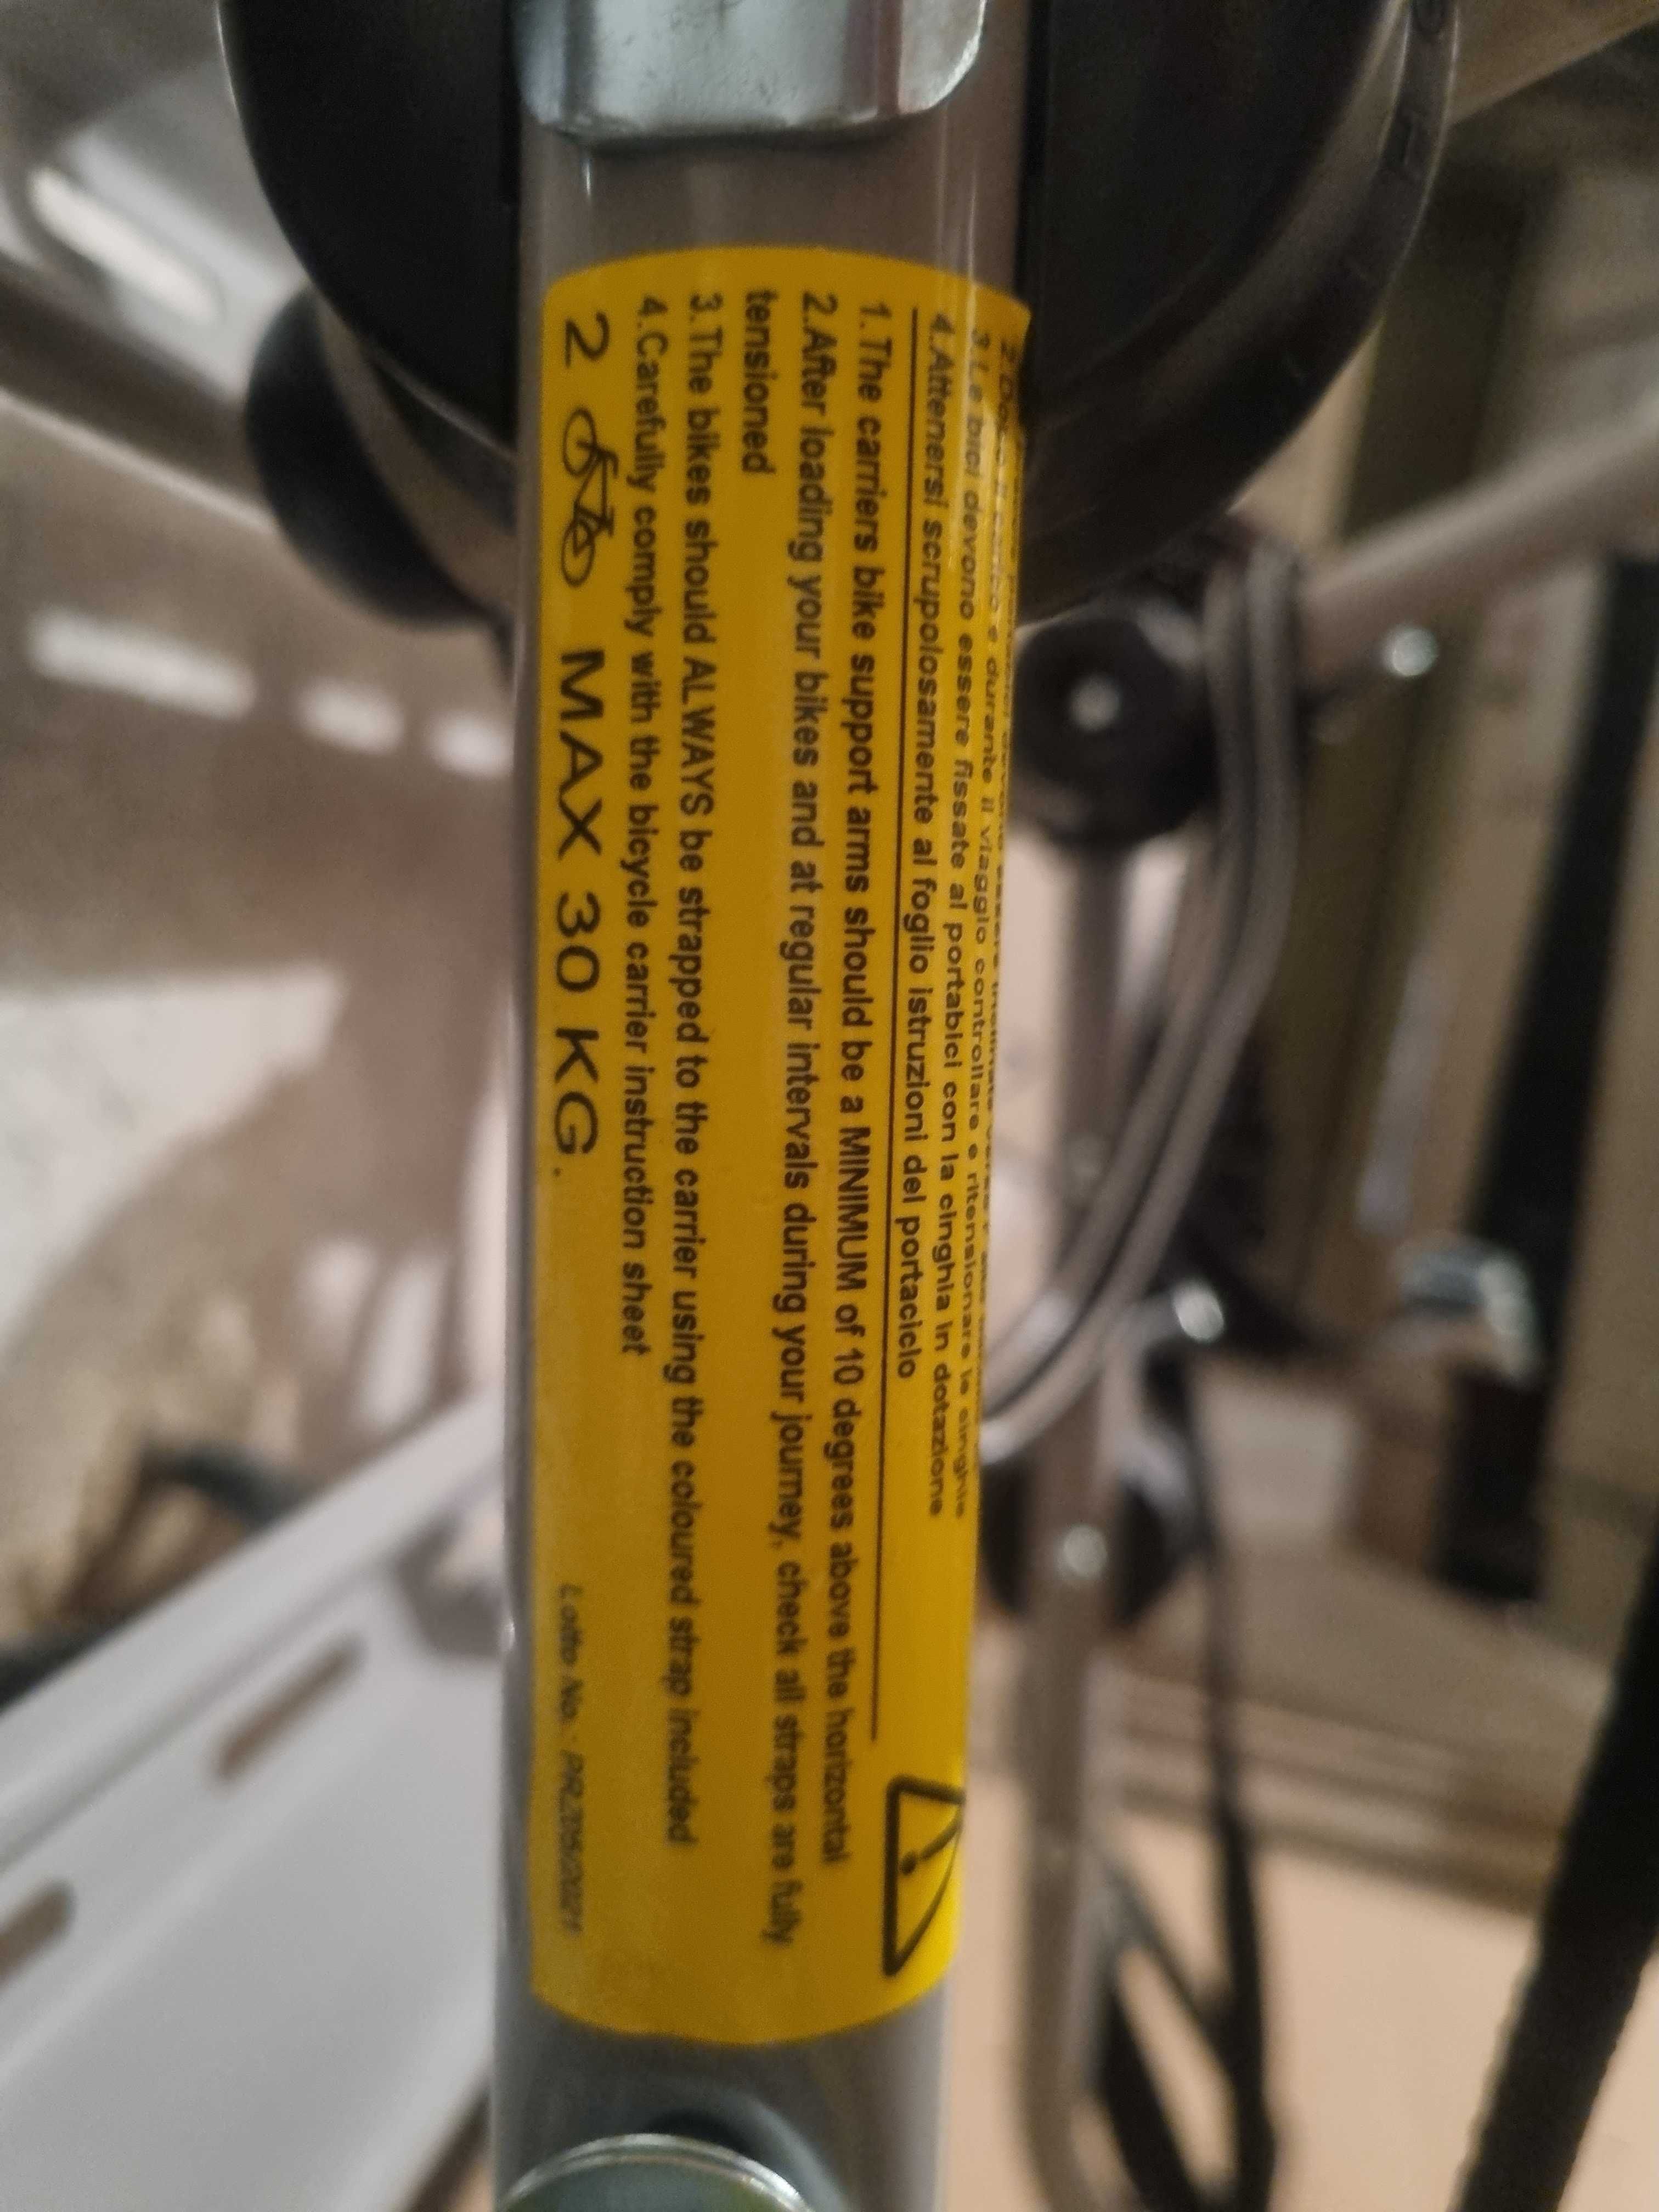 3.Le bici devono essere fissate al portabici con la cinghia in dotazione
4.Attenersi scrupolosamente al foglio istruzioni del portaciclo
1.The carriers bike support arms should be a MINIMUM of 10 degrees above the horizontal
2.After loading your bikes and at regular intervals during your journey, check all straps are fully
tensioned
3.The bikes should ALWAYS be strapped to the carrier using the coloured strap included
4.Carefully comply with the bicycle carrier instruction sheet
2 MAX 30 KG.
Lotto No.: